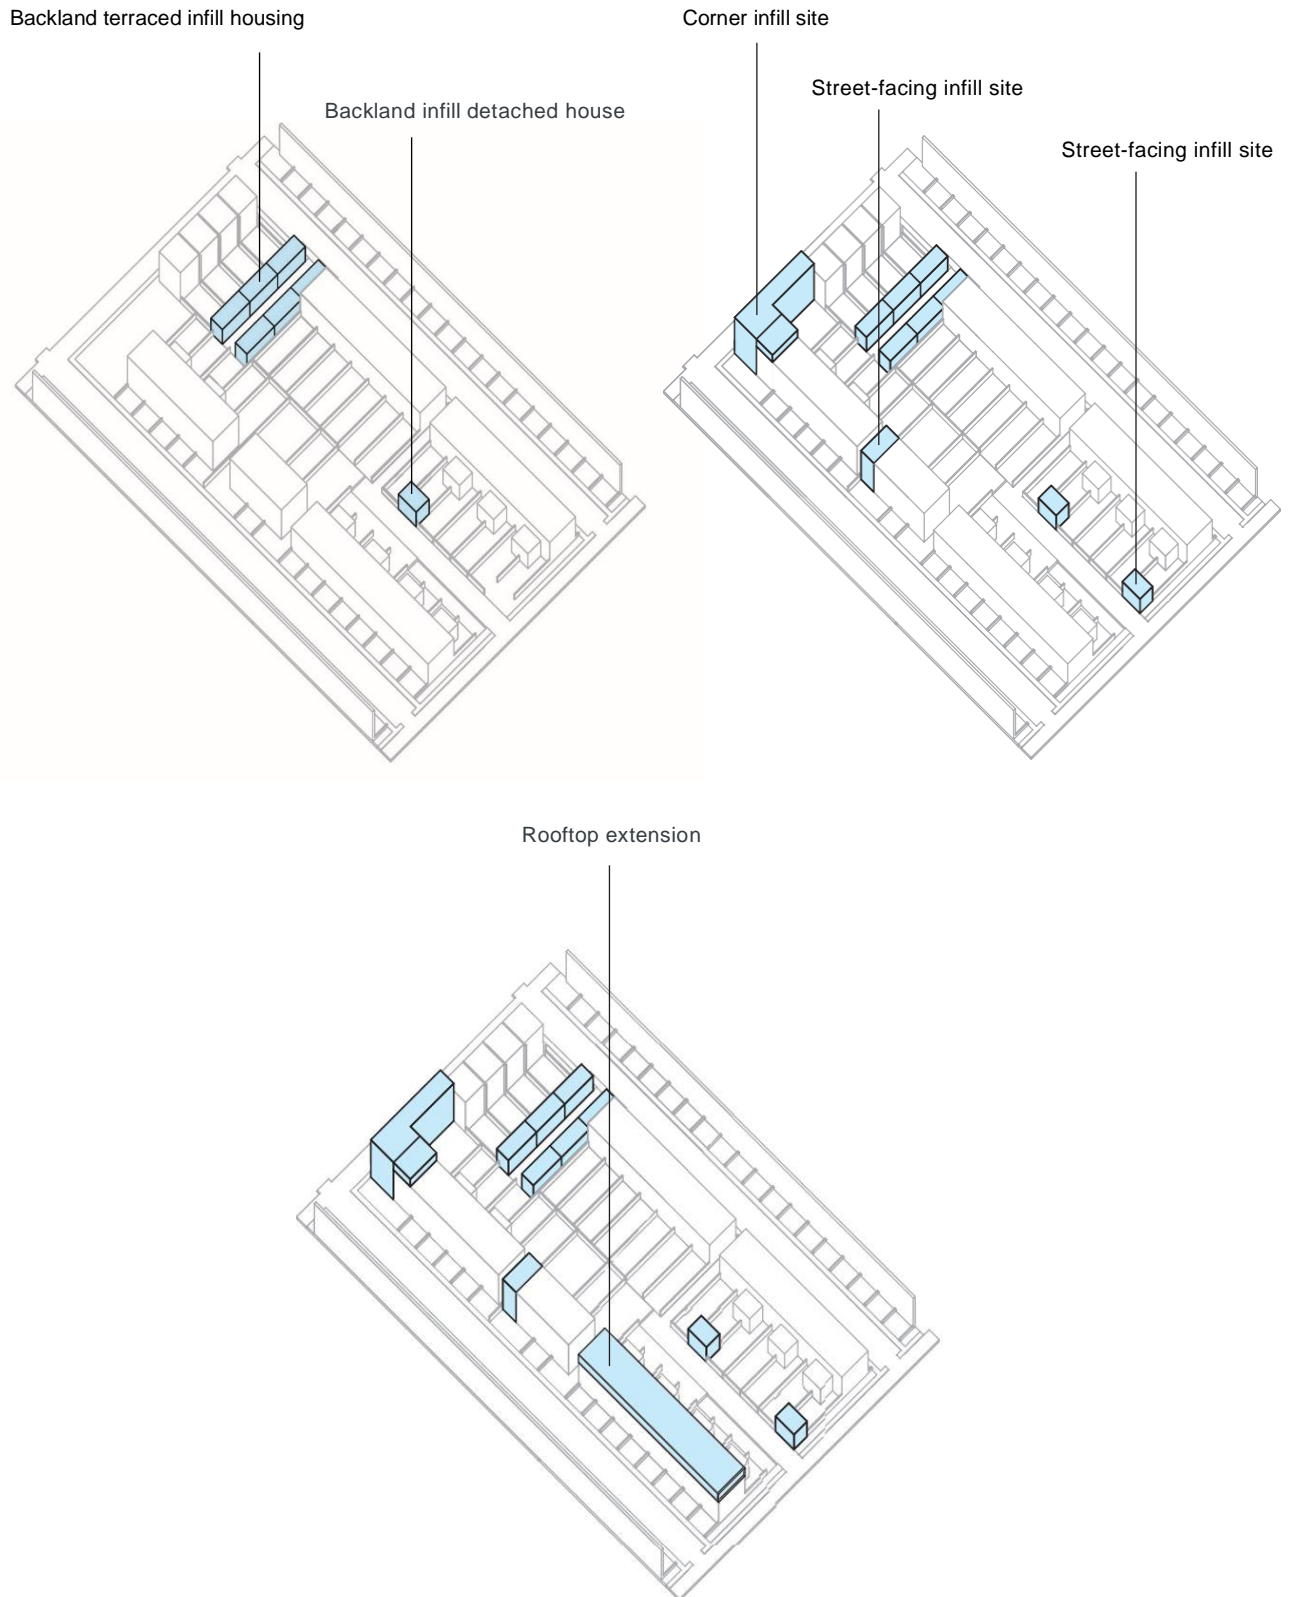 Backland terraced infill housing
Corner infill site
Street-facing infill site
Backland infill detached house
Street-facing infill site
Rooftop extension